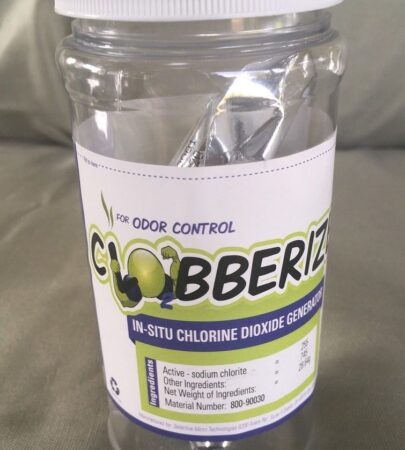 FOR ODOR CONTROL
CLO2BBERIZ
IN-SITU CHLORINE DIOXIDE GENERATOR
Ingredients
Active - sodium chlorite =
Other Ingredients: =
Net Weight of Ingredients: =
Material Number: 800-90030